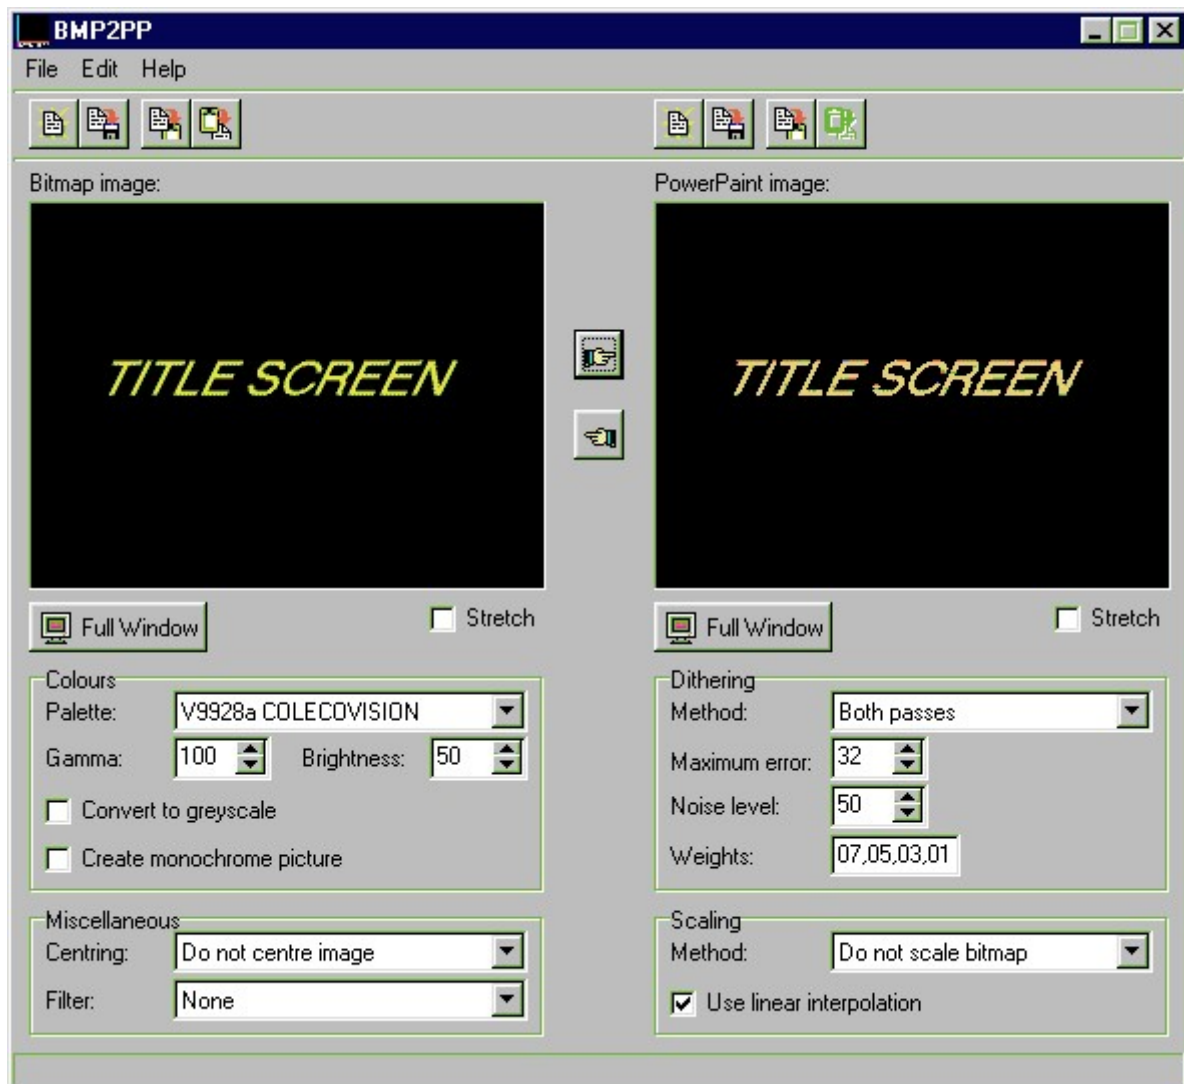 BMP2PP
File Edit Help
Bitmap image:
PowerPaint image:
TITLE SCREEN
TITLE SCREEN
Full Window
Stretch
Full Window
Stretch
Colours
Palette: V9928a COLECOVISION
Gamma: 100 Brightness: 50
Convert to greyscale
Create monochrome picture
Dithering
Method: Both passes
Maximum error: 32
Noise level: 50
Weights: 07,05,03,01
Miscellaneous
Centring: Do not centre image
Filter: None
Scaling
Method: Do not scale bitmap
Use linear interpolation